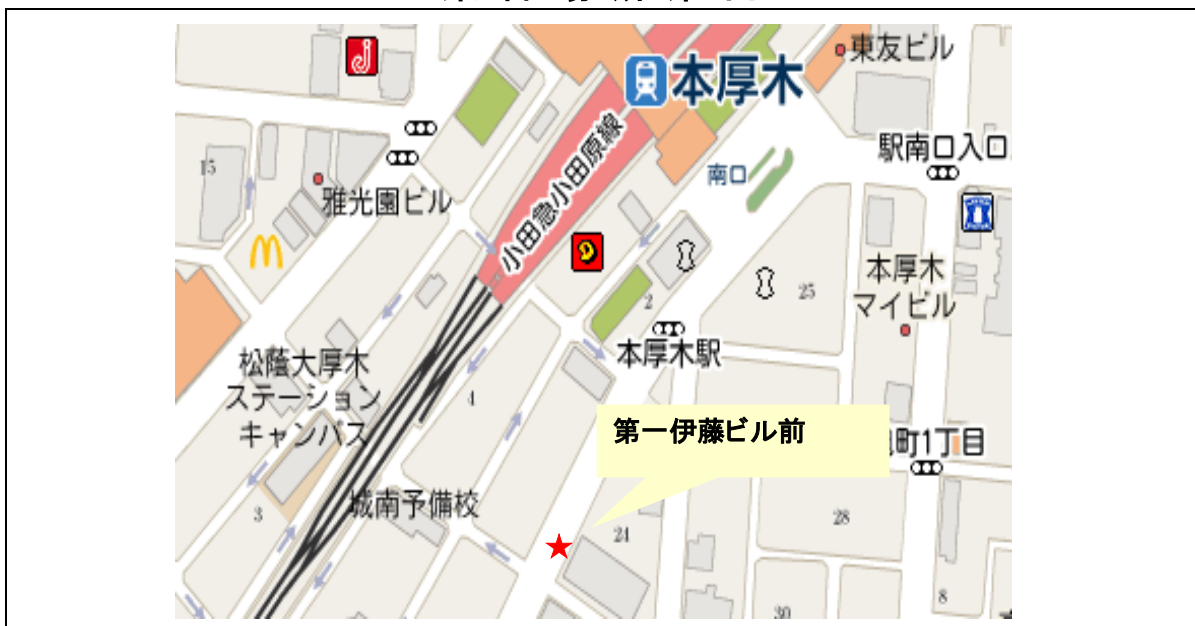 本厚木
東友ビル
駅南口入口
南口
小田急小田原線
15
雅光園ビル
本厚木
マイビル
25
2
本厚木駅
松蔭大厚木
ステーション
キャンパス
4
第一伊藤ビル前
町1丁目
城南予備校
3
24
28
8
30